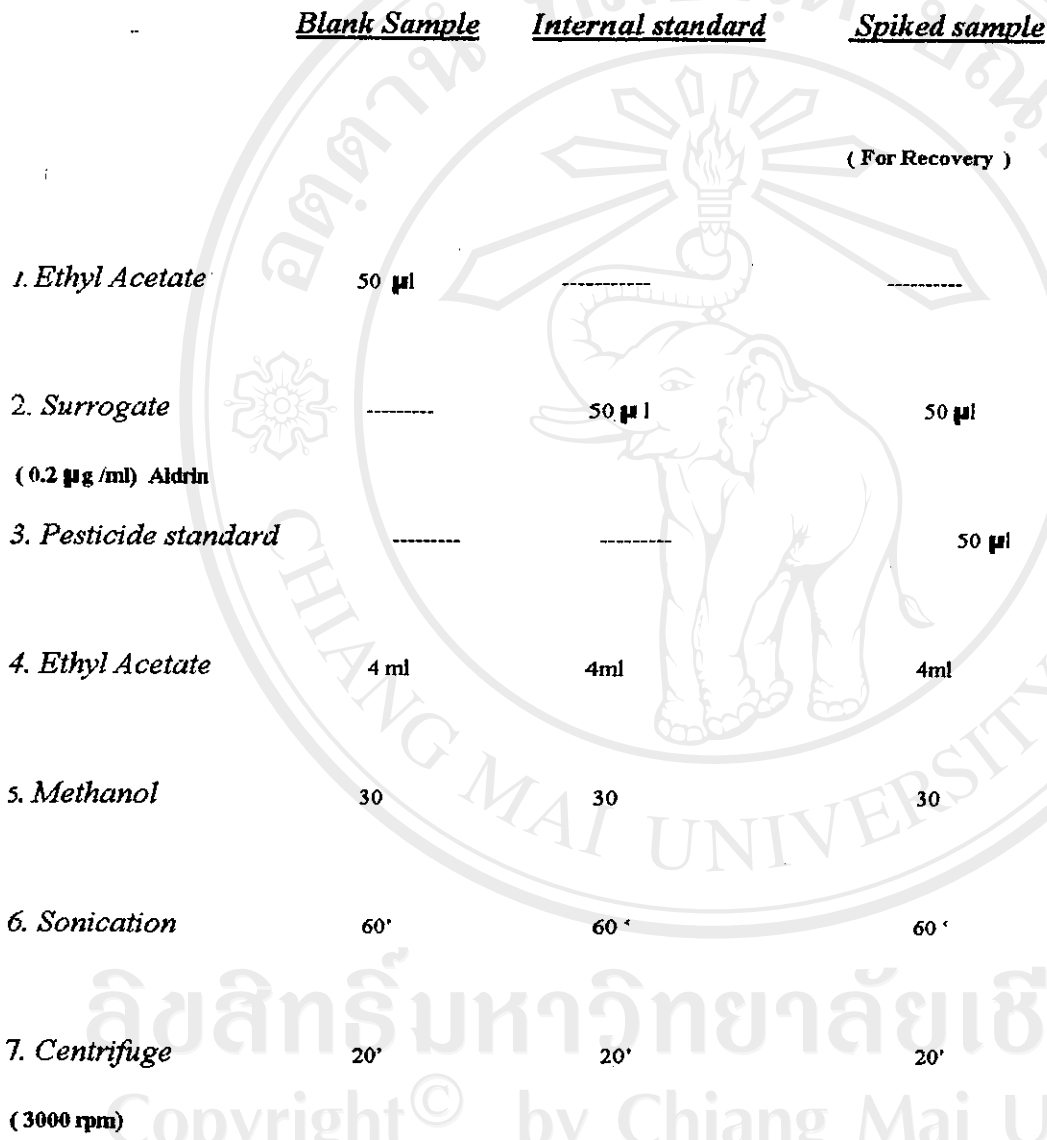 Blank Sample Internal standard Spiked sample
( For Recovery )
1. Ethyl Acetate 50 µl ------------ ----------
2. Surrogate --------- 50 µl 50 µl
( 0.2 µg /ml) Aldrin
3. Pesticide standard --------- --------- 50 µl
4. Ethyl Acetate 4 ml 4ml 4ml
5. Methanol 30 30 30
6. Sonication 60' 60 ‘ 60 ‘
7. Centrifuge 20' 20' 20'
( 3000 rpm)
CHIANG MAI UNIVERSITY
ลิขสิทธิ์มหาวิทยาลัยเชี
Copyright© by Chiang Mai U